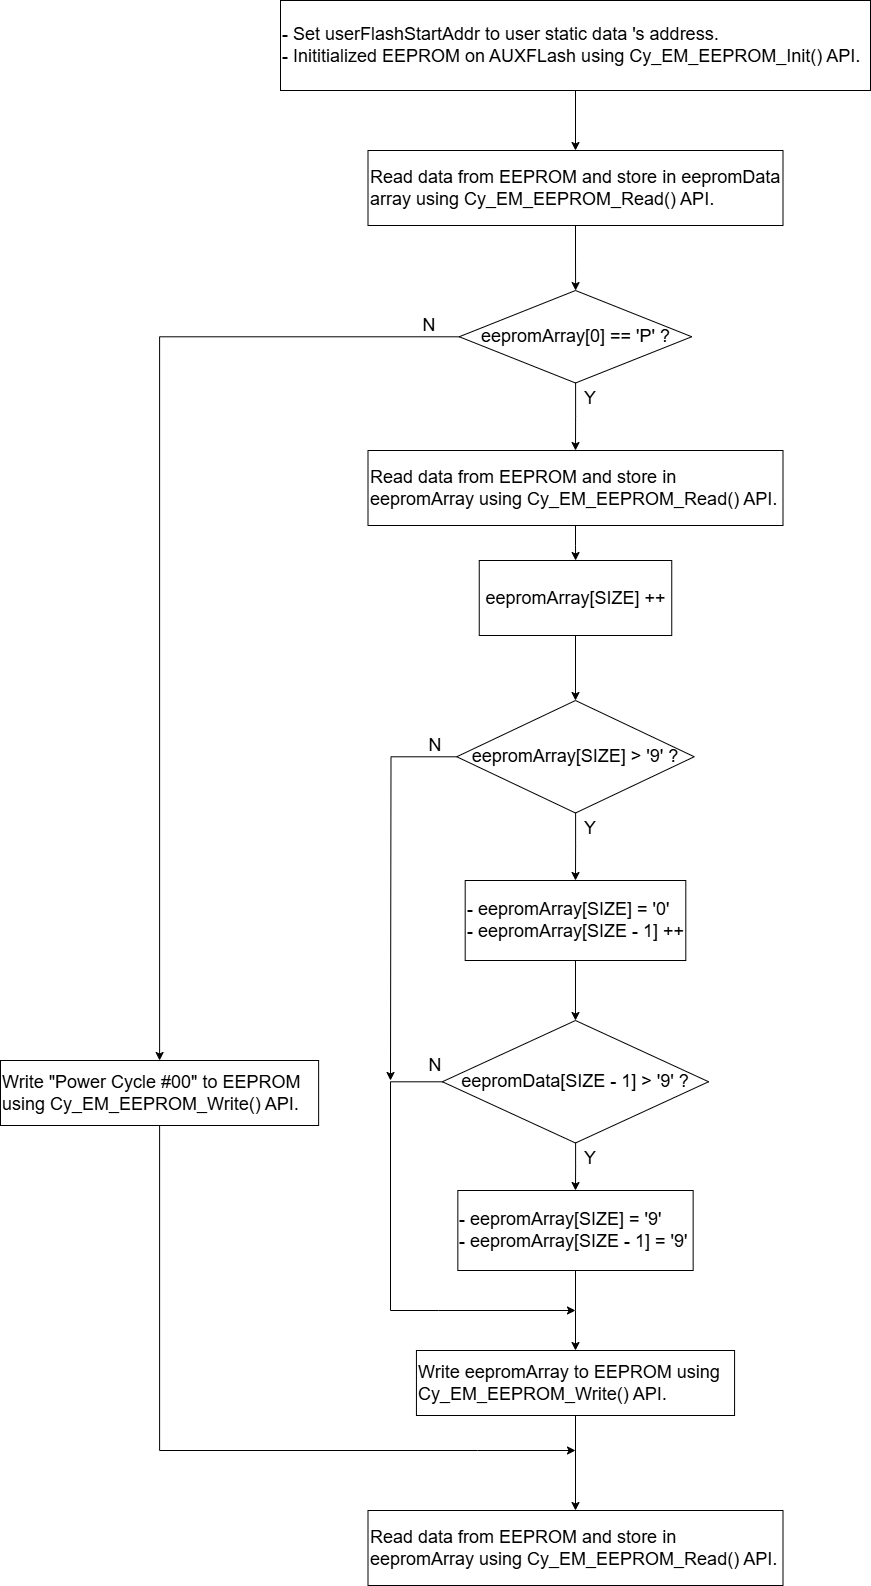 - Set userFlashStartAddr to user static data 's address.
- Inititialized EEPROM on AUXFLash using Cy_EM_EEPROM_Init() API.
Read data from EEPROM and store in eepromData
array using Cy_EM_EEPROM_Read() API.
eepromArray[0] == 'P' ?
N
Y
Read data from EEPROM and store in
eepromArray using Cy_EM_EEPROM_Read() API.
eepromArray[SIZE] ++
eepromArray[SIZE] > '9' ?
N
Y
- eepromArray[SIZE] = '0'
- eepromArray[SIZE - 1] ++
eepromData[SIZE - 1] > '9' ?
N
Y
Write "Power Cycle #00" to EEPROM
using Cy_EM_EEPROM_Write() API.
- eepromArray[SIZE] = '9'
- eepromArray[SIZE - 1] = '9'
Write eepromArray to EEPROM using
Cy_EM_EEPROM_Write() API.
Read data from EEPROM and store in
eepromArray using Cy_EM_EEPROM_Read() API.